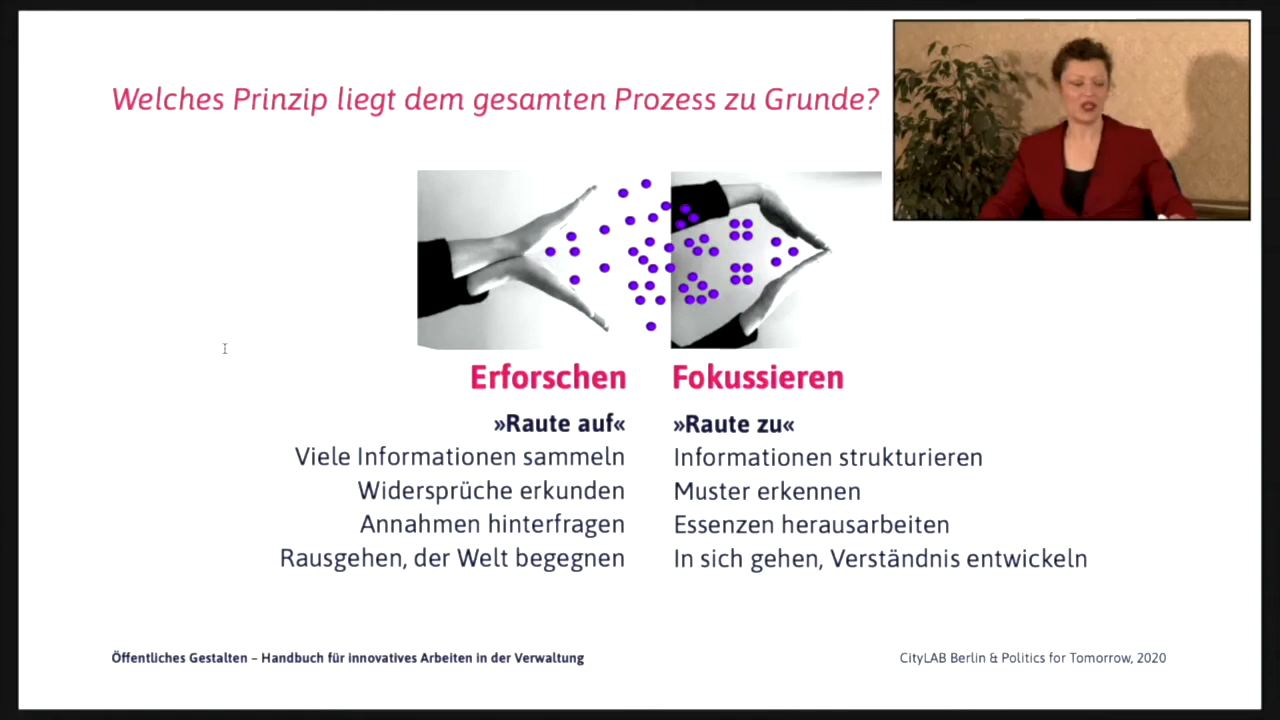 Welches Prinzip liegt dem gesamten Prozess zu Grunde?
Erforschen
»Raute auf«
Viele Informationen sammeln
Widersprüche erkunden
Annahmen hinterfragen
Rausgehen, der Welt begegnen
Fokussieren
»Raute zu«
Informationen strukturieren
Muster erkennen
Essenzen herausarbeiten
In sich gehen, Verständnis entwickeln
Öffentliches Gestalten – Handbuch für innovatives Arbeiten in der Verwaltung
CityLAB Berlin & Politics for Tomorrow, 2020